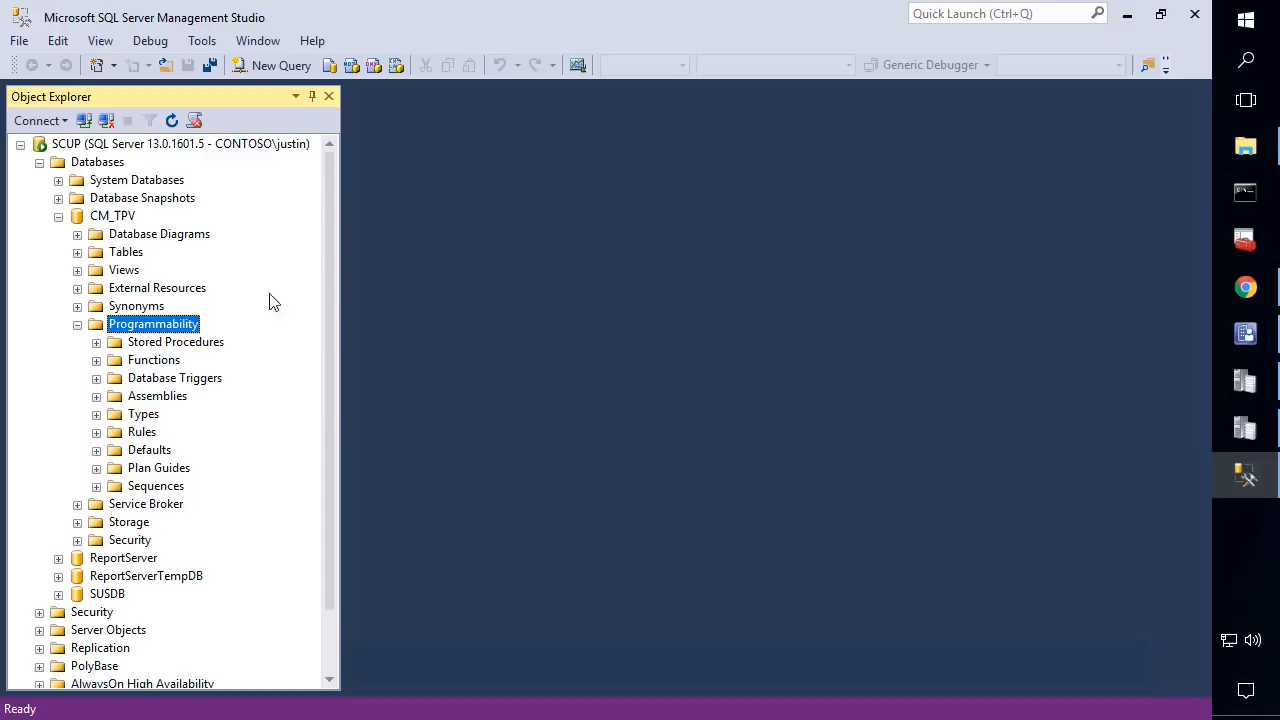 Microsoft SQL Server Management Studio
Quick Launch (Ctrl+Q)
File Edit View Debug Tools Window Help
New Query
Generic Debugger
Object Explorer
Connect
SCUP (SQL Server 13.0.1601.5 - CONTOSO\justin)
Databases
System Databases
Database Snapshots
CM_TPV
Database Diagrams
Tables
Views
External Resources
Synonyms
Programmability
Stored Procedures
Functions
Database Triggers
Assemblies
Types
Rules
Defaults
Plan Guides
Sequences
Service Broker
Storage
Security
ReportServer
ReportServerTempDB
SUSDB
Security
Server Objects
Replication
PolyBase
AlwaysOn High Availability
Ready